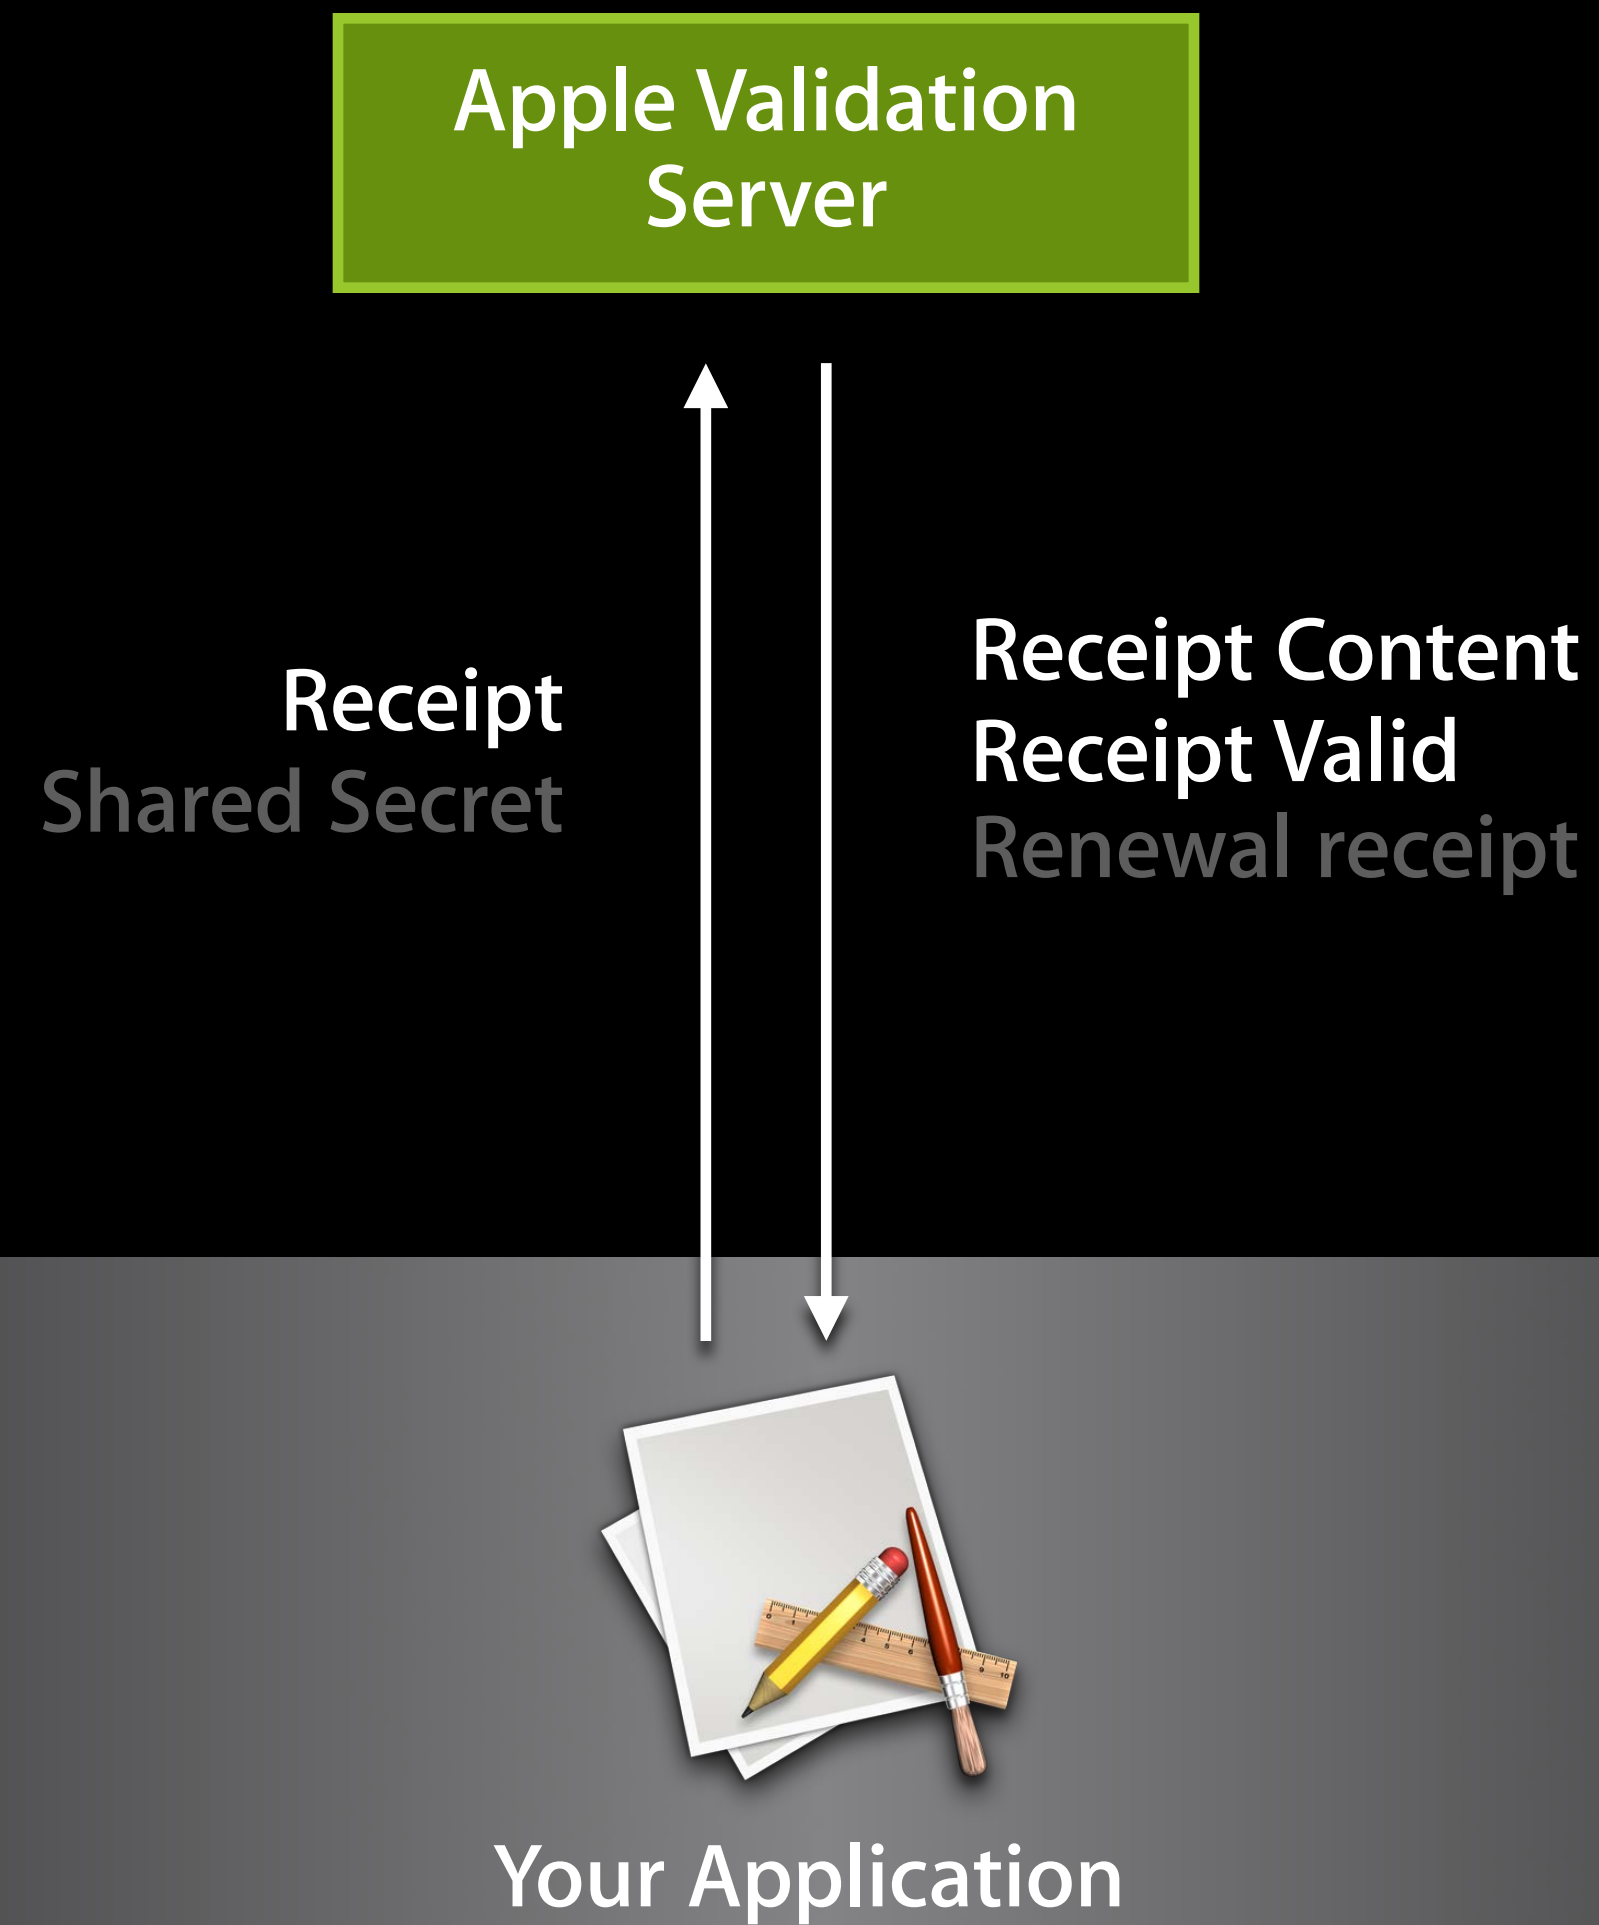 Apple Validation
Server
Receipt
Shared Secret
Receipt Content
Receipt Valid
Renewal receipt
Your Application